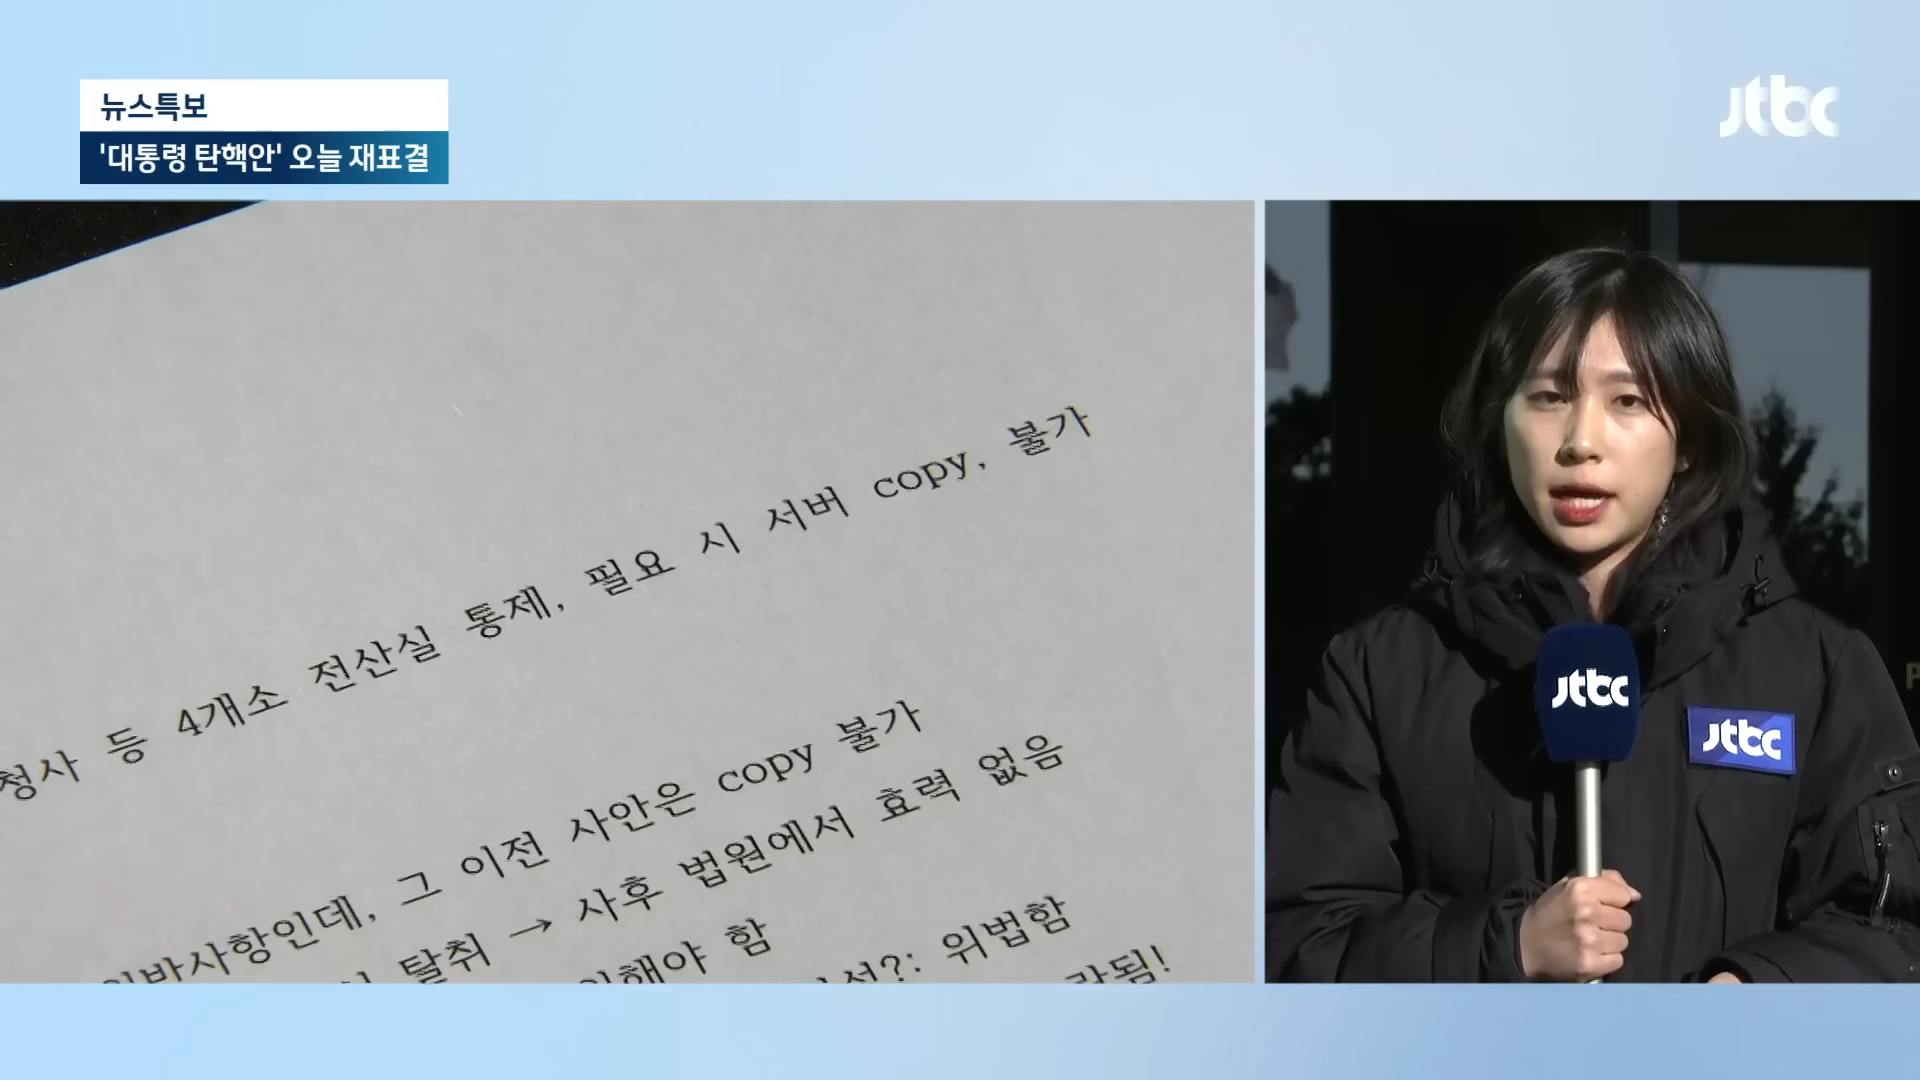 뉴스특보
jtbc
'대통령 탄핵안' 오늘 재표결
청사 등 4개소 전산실 통제, 필요 시 서버 copy, 불가
위반사항인데, 그 이전 사안은 copy 불가
탈취 → 사후 법원에서 효력 없음
함
위법함
jtbc
jtbc
P